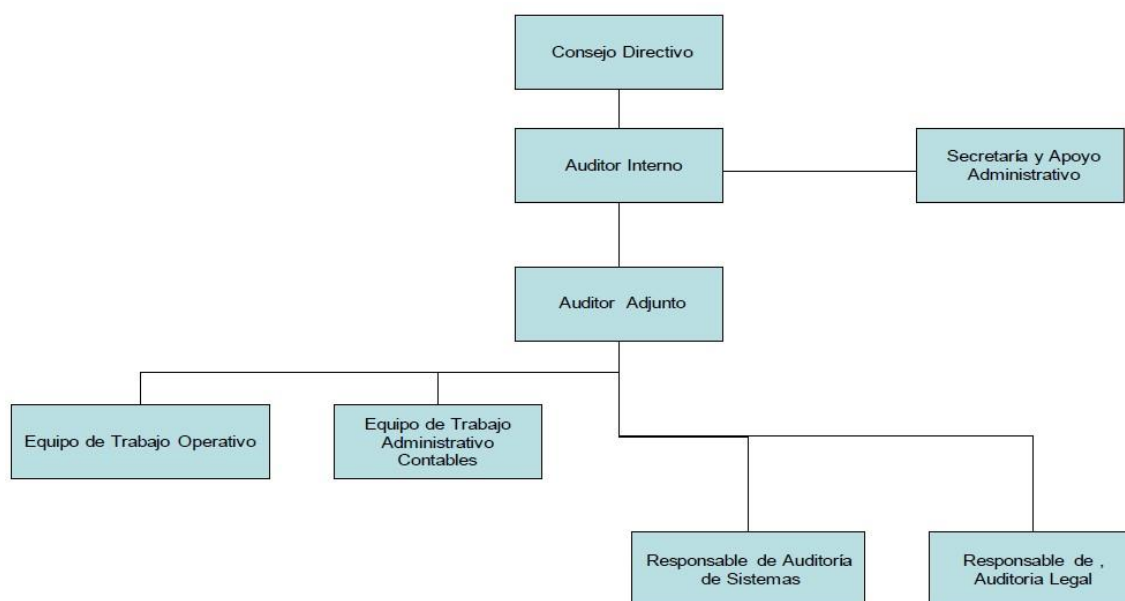 Consejo Directivo
Auditor Interno
Secretaría y Apoyo
Administrativo
Auditor Adjunto
Equipo de Trabajo Operativo
Equipo de Trabajo
Administrativo
Contables
Responsable de Auditoría
de Sistemas
Responsable de ,
Auditoria Legal